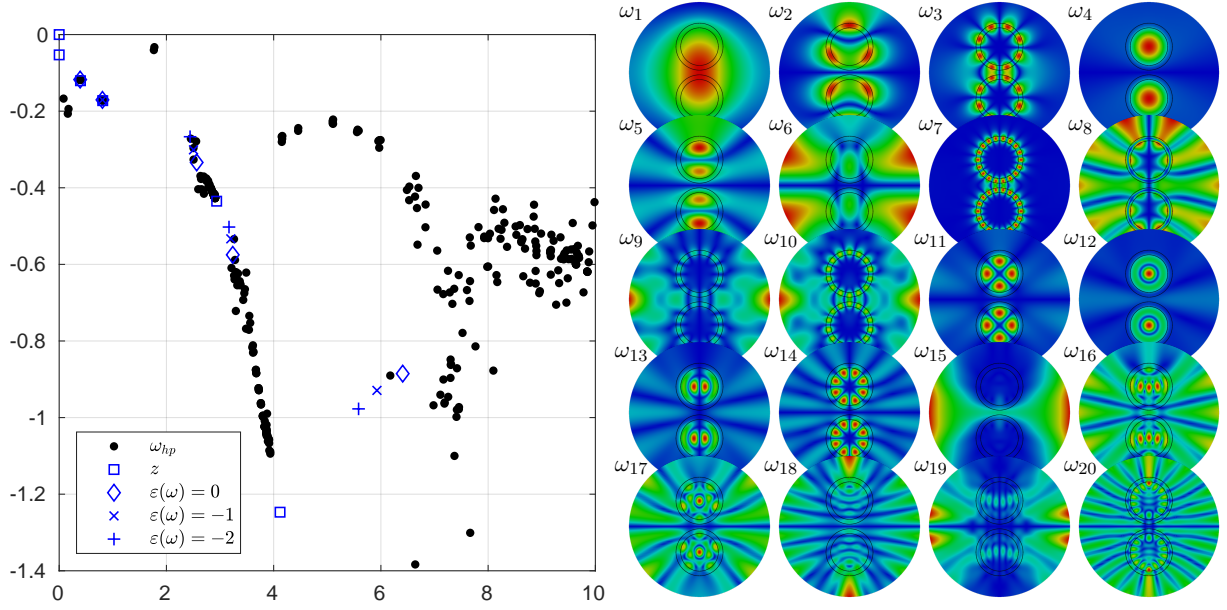 0
-0.2
-0.4
-0.6
-0.8
-1
-1.2
-1.4
0 2 4 6 8 10
ω_hp
z
ε(ω) = 0
ε(ω) = −1
ε(ω) = −2
ω1 ω2 ω3 ω4
ω5 ω6 ω7 ω8
ω9 ω10 ω11 ω12
ω13 ω14 ω15 ω16
ω17 ω18 ω19 ω20